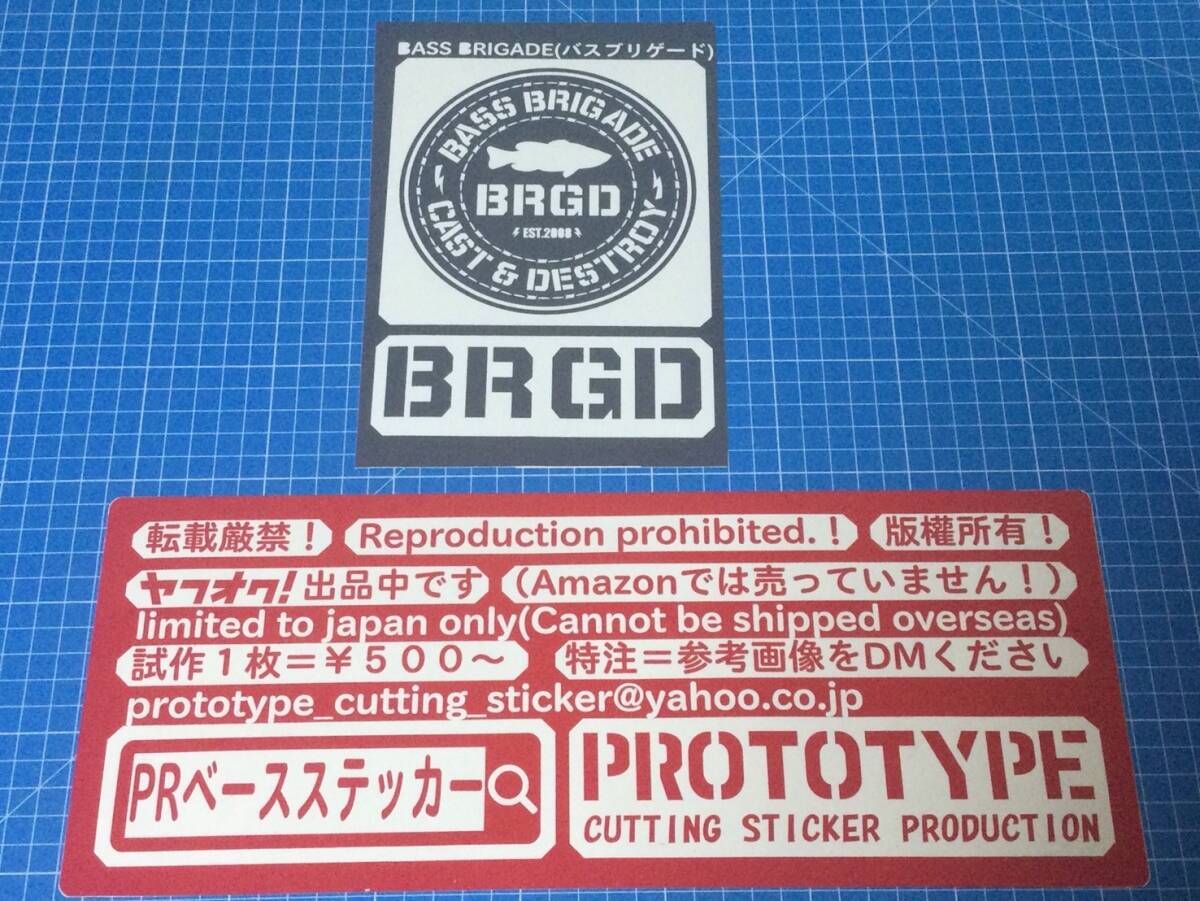 BASS BRIGADE(バスブリゲード)
BASS BRIGADE
BRGD
EST.2008
CAST & DESTROY
BRGD
転載厳禁！ Reproduction prohibited.！ 版權所有！
ヤフオク!出品中です （Amazonでは売っていません！）
limited to japan only(Cannot be shipped overseas)
試作１枚＝￥５００～ 特注＝参考画像をDMください
prototype_cutting_sticker@yahoo.co.jp
PRベースステッカー
PROTOTYPE
CUTTING STICKER PRODUCTION